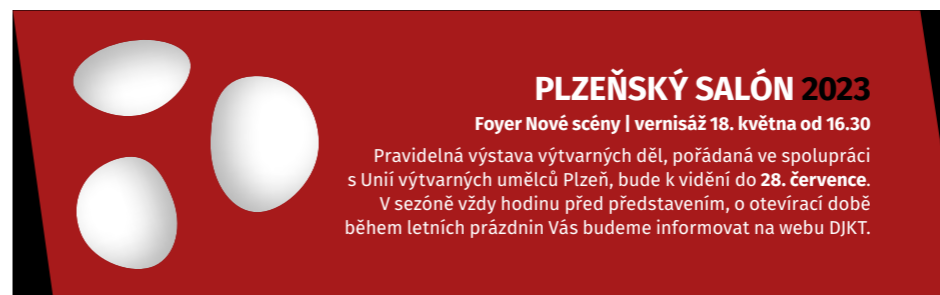 PLZEŇSKÝ SALÓN 2023
Foyer Nové scény | vernisáž 18. května od 16.30
Pravidelná výstava výtvarných děl, pořádaná ve spolupráci
s Unií výtvarných umělců Plzeň, bude k vidění do 28. července.
V sezóně vždy hodinu před představením, o otevírací době
během letních prázdnin Vás budeme informovat na webu DJKT.